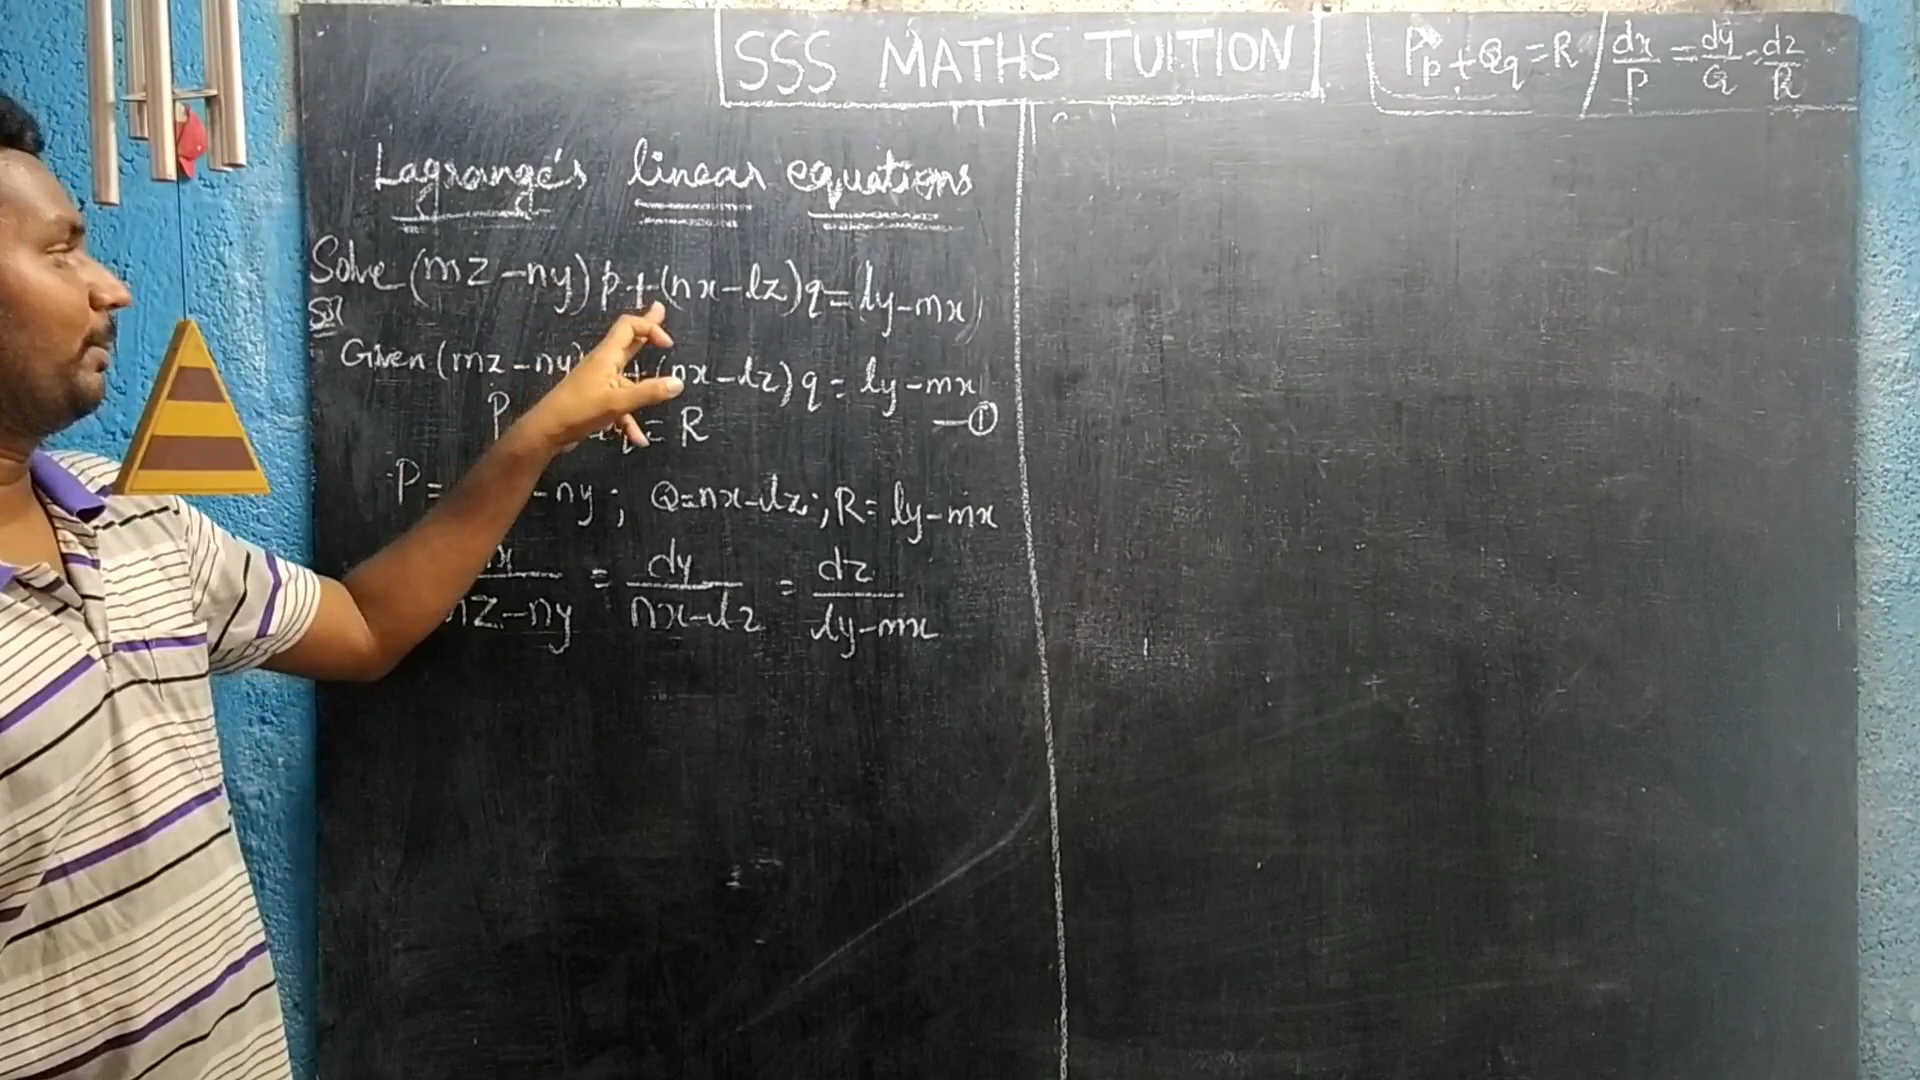 SSS MATHS TUITION
Pp + Qq = R / dx/P = dy/Q = dz/R
Lagrange's linear equations
Solve (mz - ny) p + (nx - lz) q = (ly - mx)
Sol
Given (mz - ny) + (nx - lz) q = ly - mx
— ①
P = R
P = - ny ; Q = nx - lz ; R = ly - mx
x/z - ny = dy/nx - lz = dz/ly - mx